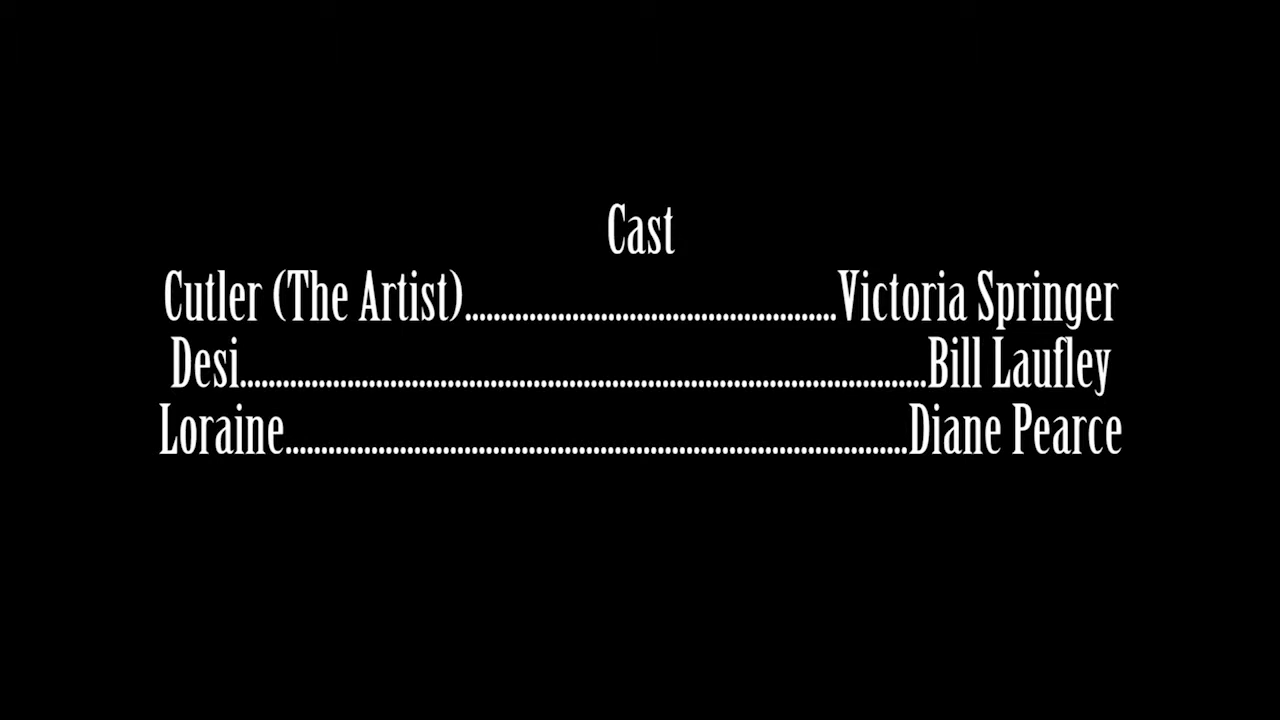 Cast
Cutler (The Artist)....................................................Victoria Springer
Desi................................................................................................Bill Laufley
Loraine.......................................................................................Diane Pearce